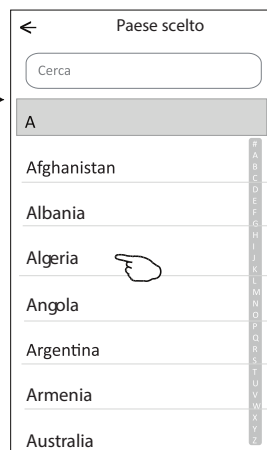 Paese scelto
Cerca
A
Afghanistan
Albania
Algeria
Angola
Argentina
Armenia
Australia
#
A
B
C
D
E
F
G
H
I
J
K
L
M
N
O
P
Q
R
S
T
U
V
W
X
Y
Z